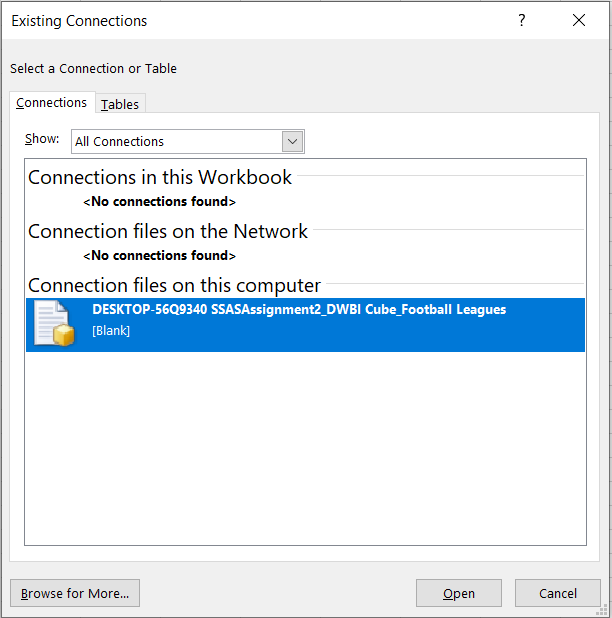 Existing Connections
?
Select a Connection or Table
Connections
Tables
Show:
All Connections
Connections in this Workbook
<No connections found>
Connection files on the Network
<No connections found>
Connection files on this computer
DESKTOP-56Q9340 SSASAssignment2_DWBI Cube_Football Leagues
[Blank]
Browse for More...
Open
Cancel